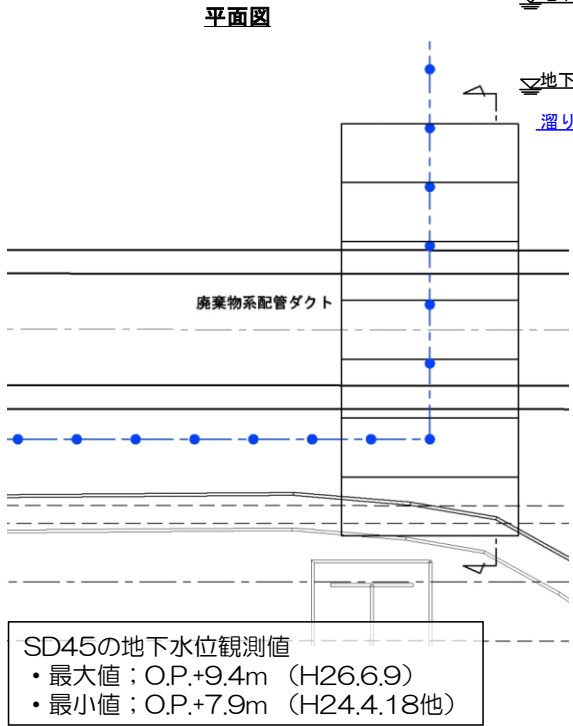 平面図
地下
溜り
廃棄物系配管ダクト
SD45の地下水位観測値
・最大値；O.P.+9.4m （H26.6.9）
・最小値；O.P.+7.9m （H24.4.18他）